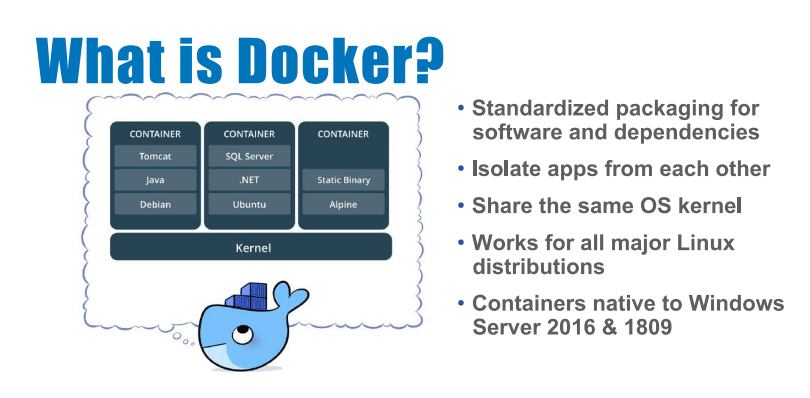 What is Docker?
CONTAINER
Tomcat
Java
Debian
CONTAINER
SQL Server
.NET
Ubuntu
CONTAINER
Static Binary
Alpine
Kernel
• Standardized packaging for
software and dependencies
• Isolate apps from each other
• Share the same OS kernel
• Works for all major Linux
distributions
• Containers native to Windows
Server 2016 & 1809